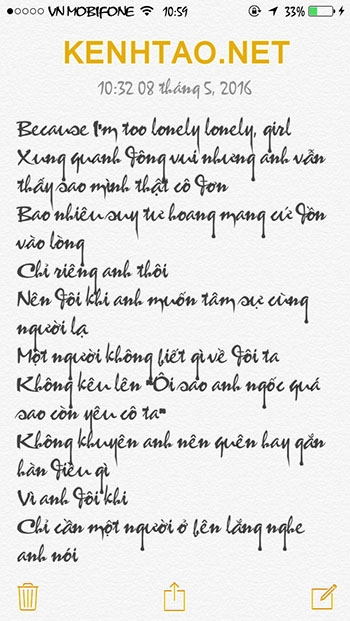 VN MOBIFONE 10:59 33%
KENHTAO.NET
10:32 08 tháng 5, 2016
Because I'm too lonely lonely, girl
Xung quanh đông vui nhưng anh vẫn
thấy sao mình thật cô đơn
Bao nhiêu suy tư hoang mang cứ dồn
vào lòng
Chỉ riêng anh thôi
Nên đôi khi anh muốn tâm sự cùng
người lạ
Một người không biết gì về đôi ta
Không kêu lên "Ôi sao anh ngốc quá
sao còn yêu cô ta"
Không khuyên anh nên quên hay gắn
hàn điều gì
Vì anh đôi khi
Chỉ cần một người ở bên lắng nghe
anh nói